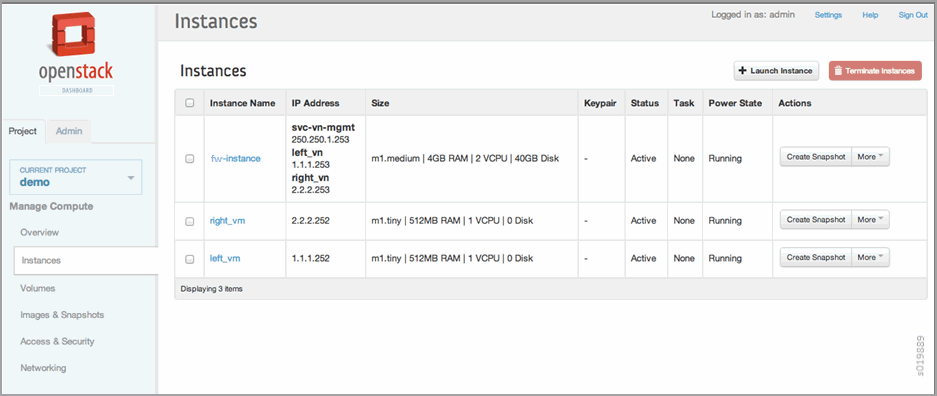 openstack
DASHBOARD
Project
Admin
CURRENT PROJECT
demo
Manage Compute
Overview
Instances
Volumes
Images & Snapshots
Access & Security
Networking
Instances
Logged in as: admin
Settings
Help
Sign Out
Instances
+ Launch Instance
Terminate Instances
Instance Name
IP Address
Size
Keypair
Status
Task
Power State
Actions
fw-instance
svc-vn-mgmt
250.250.1.253
left_vn
1.1.1.253
right_vn
2.2.2.253
m1.medium | 4GB RAM | 2 VCPU | 40GB Disk
-
Active
None
Running
Create Snapshot
More
right_vm
2.2.2.252
m1.tiny | 512MB RAM | 1 VCPU | 0 Disk
-
Active
None
Running
Create Snapshot
More
left_vm
1.1.1.252
m1.tiny | 512MB RAM | 1 VCPU | 0 Disk
-
Active
None
Running
Create Snapshot
More
Displaying 3 items
s019889